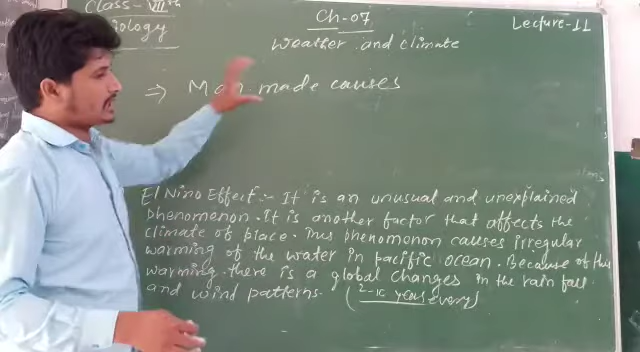 Class - VIIth
Biology
Ch-07
Lecture-11
Weather and climate
⇒ Man made causes
El Nino Effect :- It is an unusual and unexplained
phenomenon. It is another factor that affects the
climate of place. This phenomenon causes irregular
warming of the water in pacific ocean. Because of this
warming there is a global changes in the rain fall
and wind patterns. (2-10 years every)